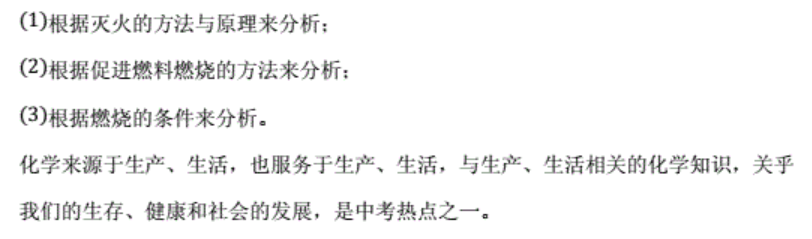 (1)根据灭火的方法与原理来分析；
(2)根据促进燃料燃烧的方法来分析；
(3)根据燃烧的条件来分析。
化学来源于生产、生活，也服务于生产、生活，与生产、生活相关的化学知识，关乎
我们的生存、健康和社会的发展，是中考热点之一。